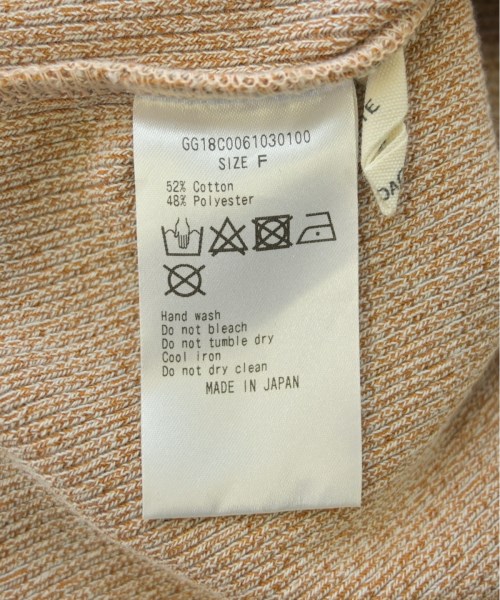 GG18C0061030100
SIZE F
52% Cotton
48% Polyester
Hand wash
Do not bleach
Do not tumble dry
Cool iron
Do not dry clean
MADE IN JAPAN